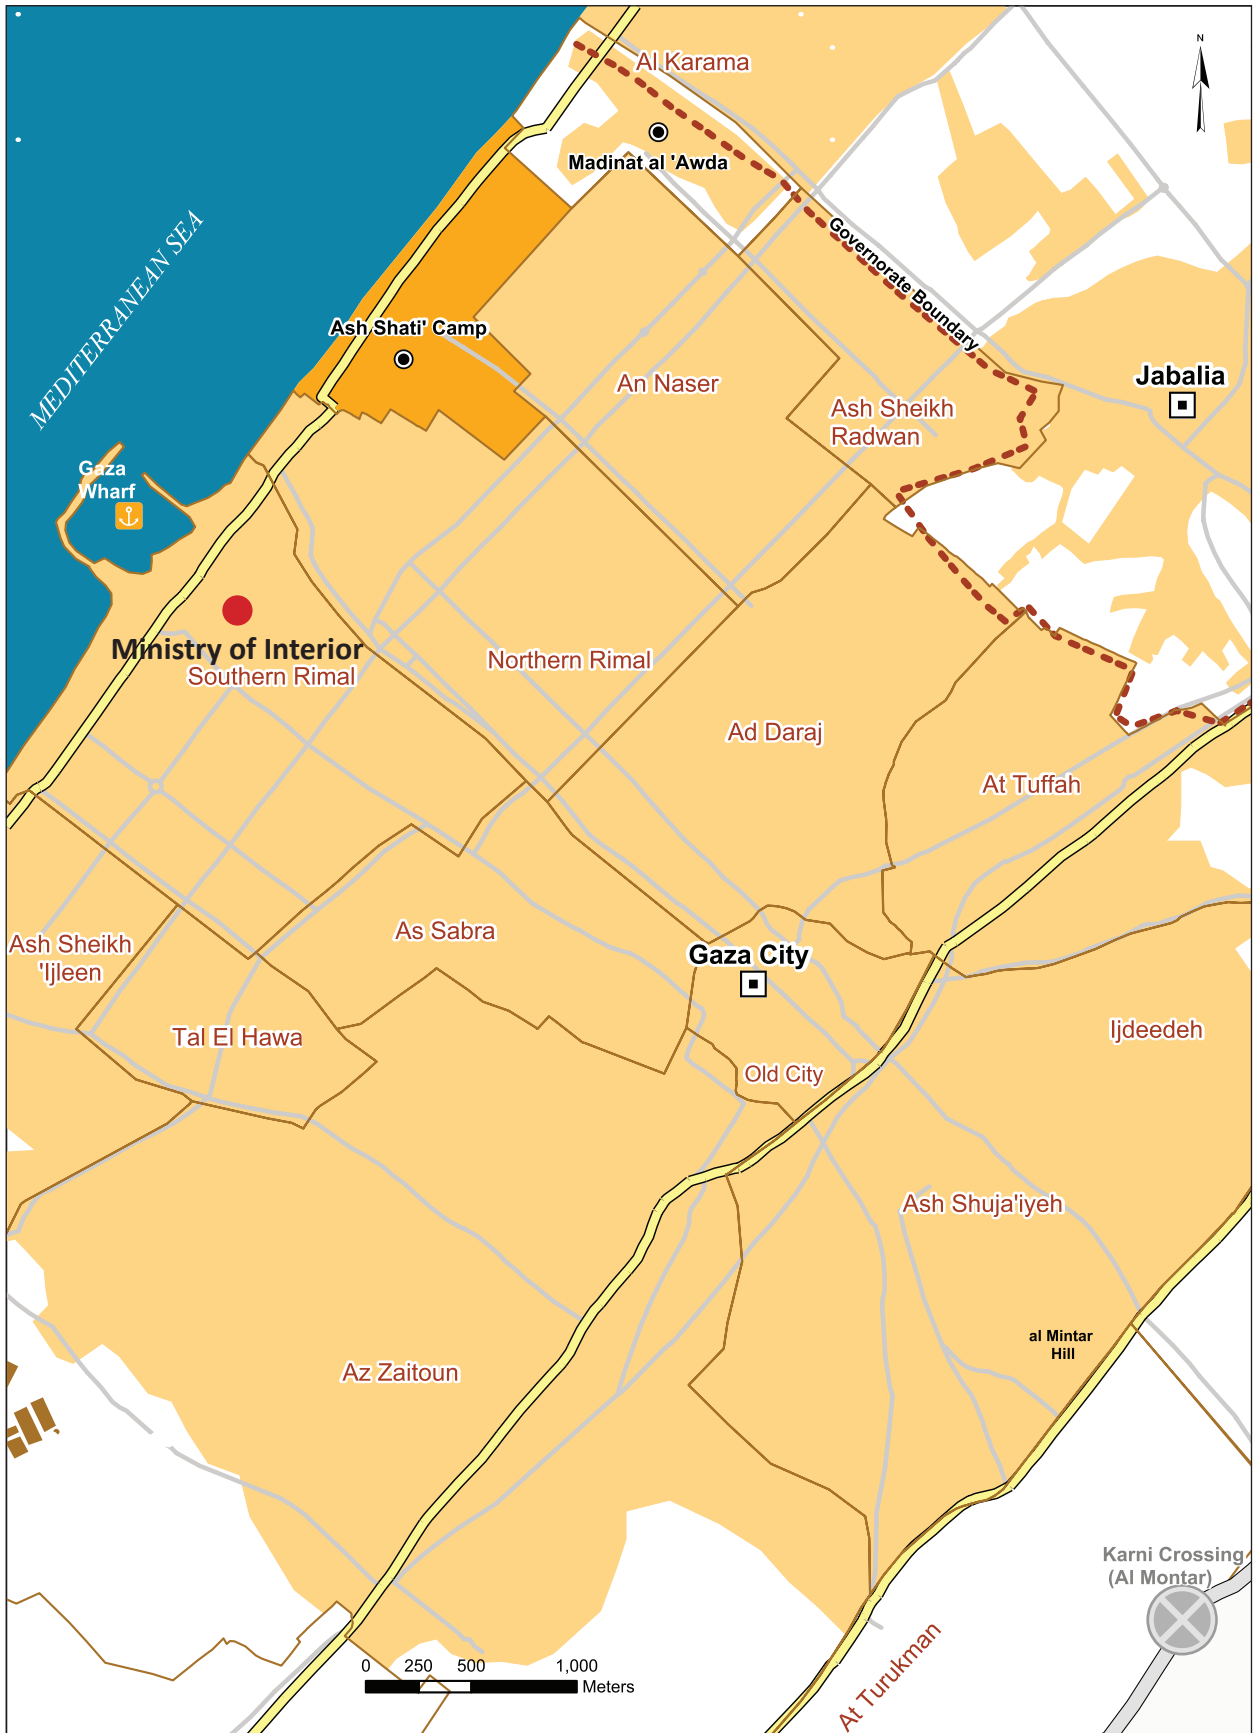 N
Al Karama
Madinat al 'Awda
MEDITERRANEAN SEA
Governorate Boundary
Ash Shati' Camp
Jabalia
An Naser
Ash Sheikh
Radwan
Gaza
Wharf
Ministry of Interior
Southern Rimal
Northern Rimal
Ad Daraj
At Tuffah
As Sabra
Ash Sheikh
'Ijleen
Gaza City
Tal El Hawa
Ijdeedeh
Old City
Ash Shuja'iyeh
al Mintar
Hill
Az Zaitoun
Karni Crossing
(Al Montar)
At Turukman
0 250 500 1,000
Meters